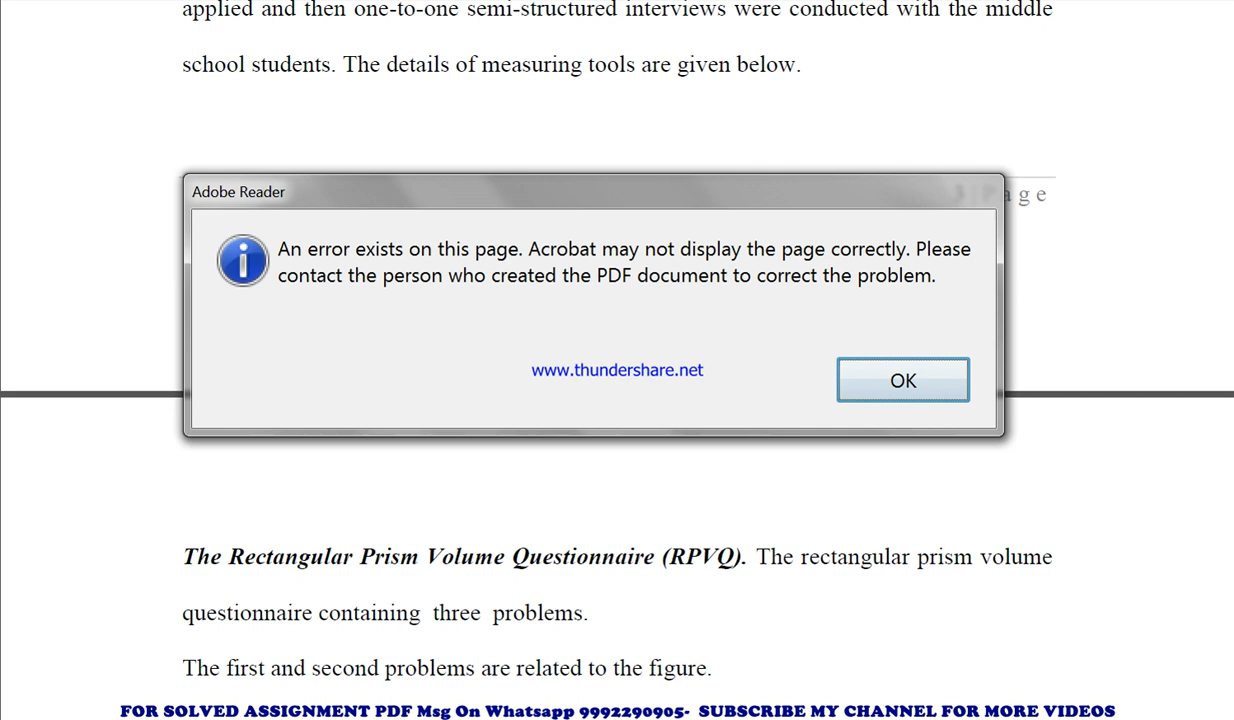 applied and then one-to-one semi-structured interviews were conducted with the middle
school students. The details of measuring tools are given below.
Adobe Reader
age
An error exists on this page. Acrobat may not display the page correctly. Please
contact the person who created the PDF document to correct the problem.
www.thundershare.net
OK
The Rectangular Prism Volume Questionnaire (RPVQ). The rectangular prism volume
questionnaire containing three problems.
The first and second problems are related to the figure.
FOR SOLVED ASSIGNMENT PDF Msg On Whatsapp 9992290905- SUBSCRIBE MY CHANNEL FOR MORE VIDEOS